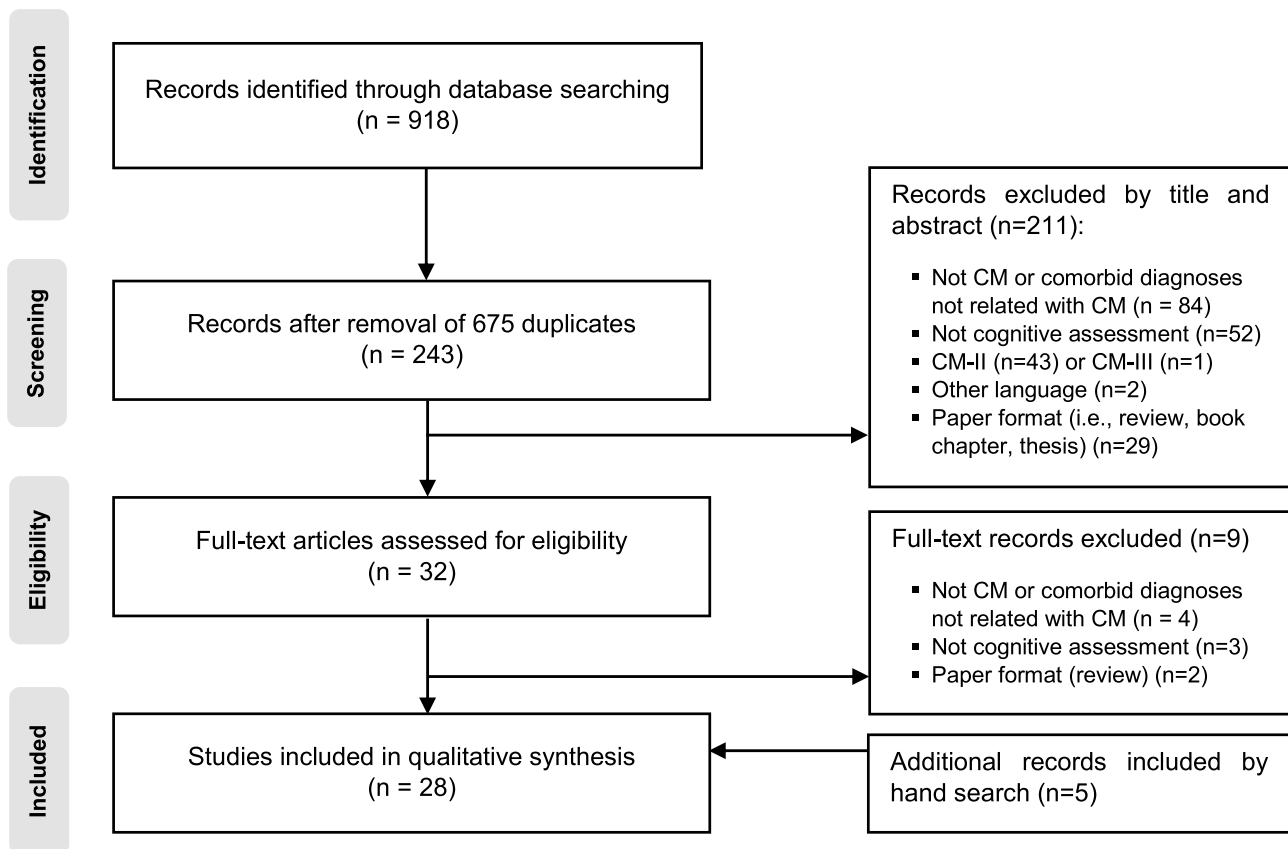 Identification
Records identified through database searching
(n = 918)
Screening
Records after removal of 675 duplicates
(n = 243)
Records excluded by title and
abstract (n=211):
▪ Not CM or comorbid diagnoses
not related with CM (n = 84)
▪ Not cognitive assessment (n=52)
▪ CM-II (n=43) or CM-III (n=1)
▪ Other language (n=2)
▪ Paper format (i.e., review, book
chapter, thesis) (n=29)
Eligibility
Full-text articles assessed for eligibility
(n = 32)
Full-text records excluded (n=9)
▪ Not CM or comorbid diagnoses
not related with CM (n = 4)
▪ Not cognitive assessment (n=3)
▪ Paper format (review) (n=2)
Included
Studies included in qualitative synthesis
(n = 28)
Additional records included by
hand search (n=5)